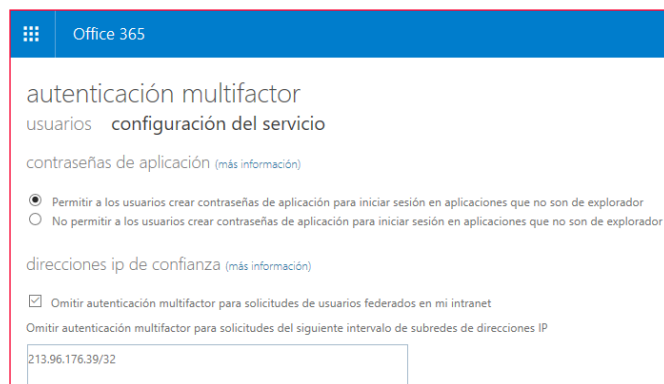 Office 365
autenticación multifactor
usuarios configuración del servicio
contraseñas de aplicación (más información)
Permitir a los usuarios crear contraseñas de aplicación para iniciar sesión en aplicaciones que no son de explorador
No permitir a los usuarios crear contraseñas de aplicación para iniciar sesión en aplicaciones que no son de explorador
direcciones ip de confianza (más información)
Omitir autenticación multifactor para solicitudes de usuarios federados en mi intranet
Omitir autenticación multifactor para solicitudes del siguiente intervalo de subredes de direcciones IP
213.96.176.39/32